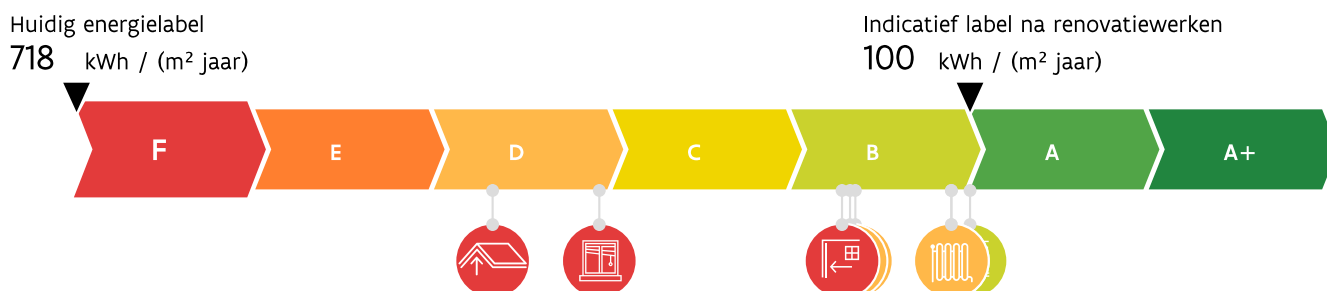 Huidig energielabel
718 kWh / (m² jaar)
Indicatief label na renovatiewerken
100 kWh / (m² jaar)
F E D C B A A+